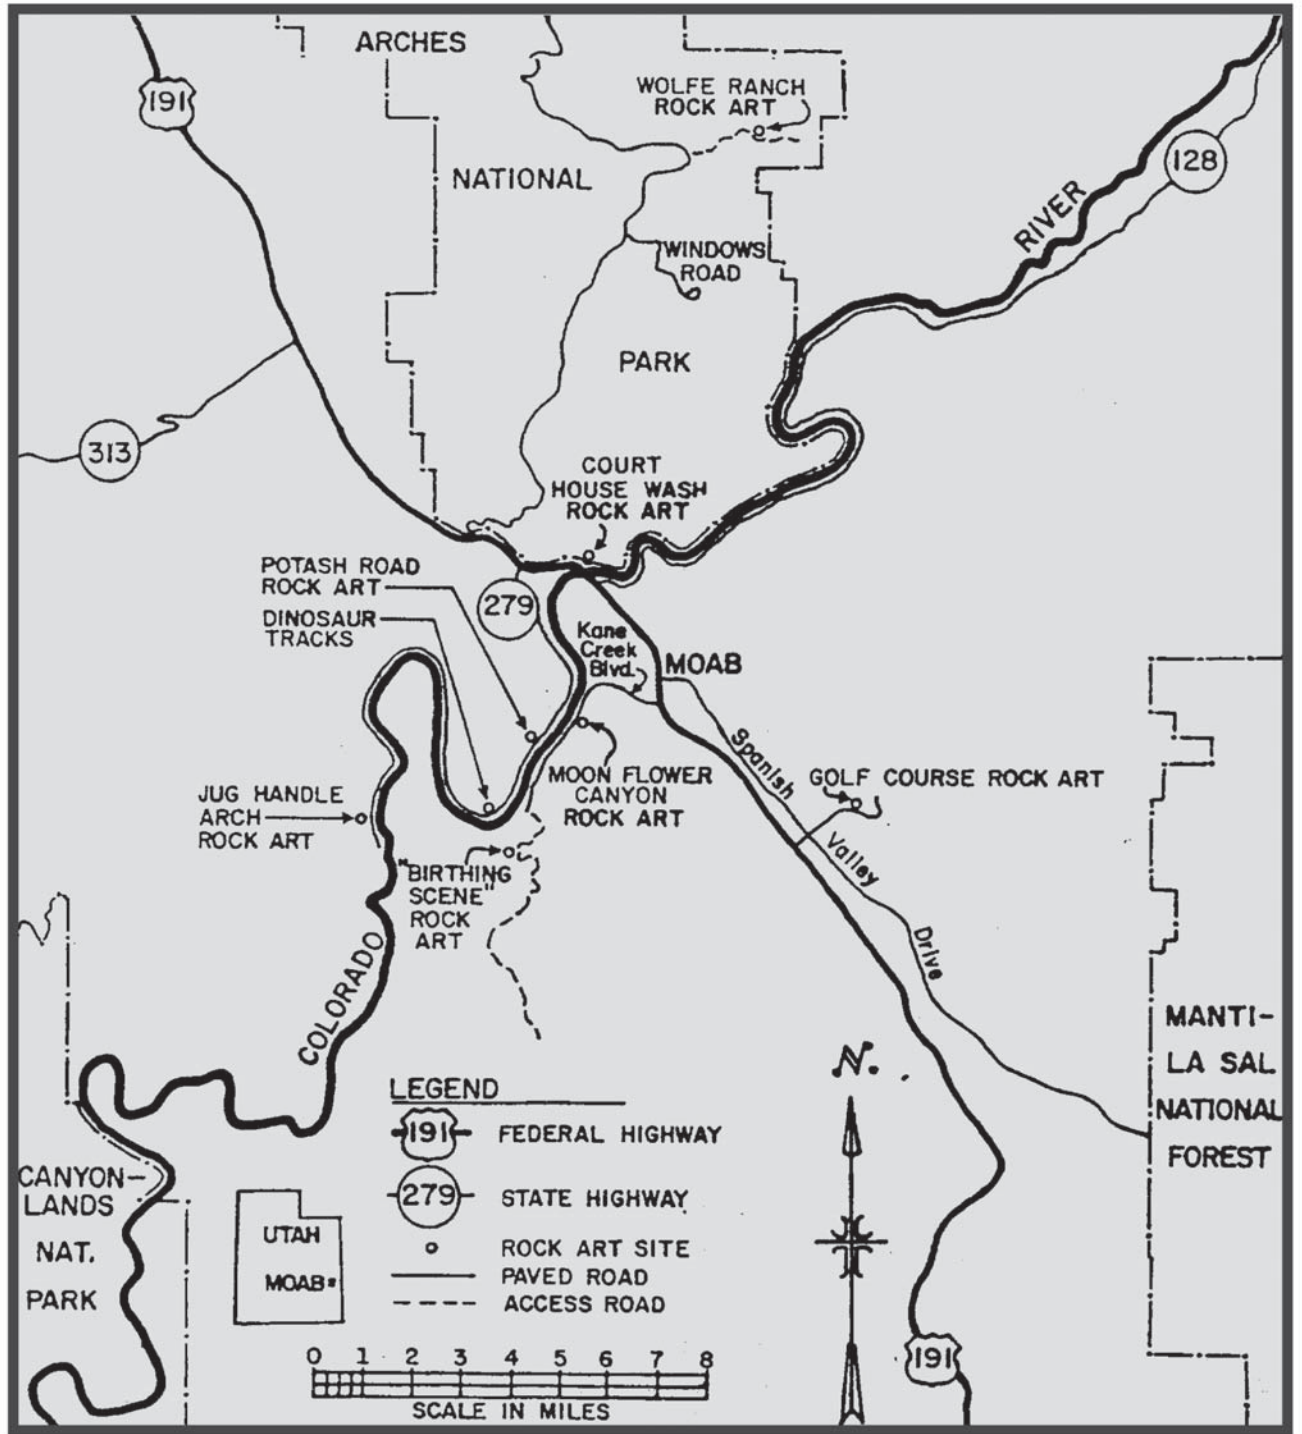 ARCHES
191
WOLFE RANCH
ROCK ART
128
NATIONAL
RIVER
WINDOWS
ROAD
PARK
313
COURT
HOUSE WASH
ROCK ART
POTASH ROAD
ROCK ART
279
DINOSAUR
TRACKS
Kane
Creek
Blvd.
MOAB
Spanish
Valley
Drive
MOON FLOWER
CANYON
ROCK ART
GOLF COURSE ROCK ART
JUG HANDLE
ARCH
ROCK ART
"BIRTHING
SCENE"
ROCK
ART
COLORADO
MANTI-
LA SAL
NATIONAL
FOREST
N.
LEGEND
191 FEDERAL HIGHWAY
279 STATE HIGHWAY
ROCK ART SITE
PAVED ROAD
ACCESS ROAD
CANYON-
LANDS
NAT.
PARK
UTAH
MOAB
191
0 1 2 3 4 5 6 7 8
SCALE IN MILES